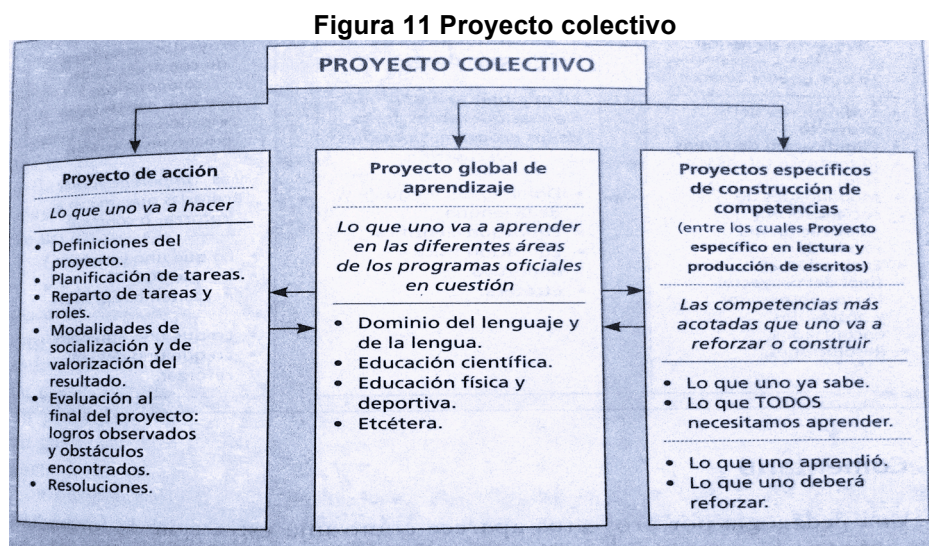 Figura 11 Proyecto colectivo
PROYECTO COLECTIVO
Proyecto de acción
Lo que uno va a hacer
• Definiciones del
proyecto.
• Planificación de tareas.
• Reparto de tareas y
roles.
• Modalidades de
socialización y de
valorización del
resultado.
• Evaluación al
final del proyecto:
logros observados
y obstáculos
encontrados.
• Resoluciones.
Proyecto global de
aprendizaje
Lo que uno va a aprender
en las diferentes áreas
de los programas oficiales
en cuestión
• Dominio del lenguaje y
de la lengua.
• Educación científica.
• Educación física y
deportiva.
• Etcétera.
Proyectos específicos
de construcción de
competencias
(entre los cuales Proyecto
específico en lectura y
producción de escritos)
Las competencias más
acotadas que uno va a
reforzar o construir
• Lo que uno ya sabe.
• Lo que TODOS
necesitamos aprender.
• Lo que uno aprendió.
• Lo que uno deberá
reforzar.